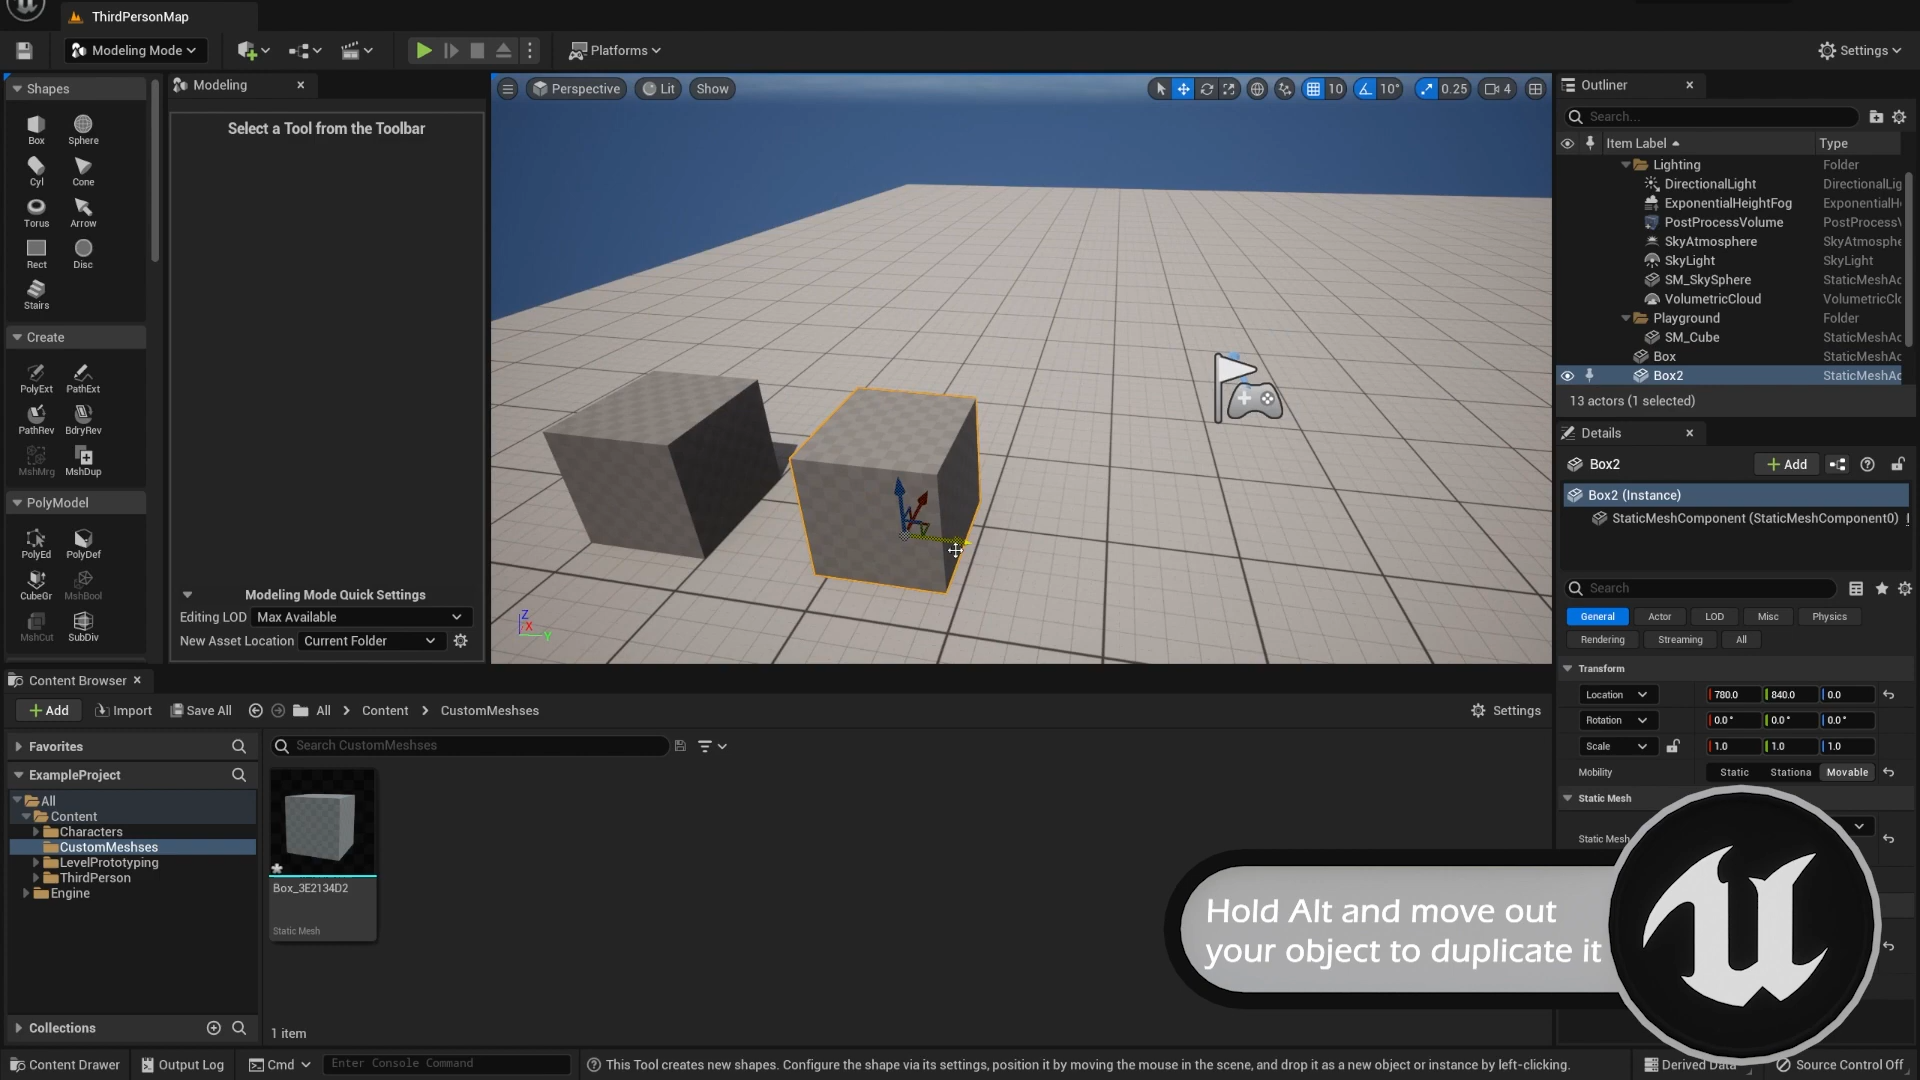 ThirdPersonMap
Modeling Mode
Platforms
Settings
Shapes
Box
Sphere
Cyl
Cone
Torus
Arrow
Rect
Disc
Stairs
Create
PolyExt
PathExt
PathRev
BdryRev
MshMrg
MshDup
PolyModel
PolyEd
PolyDef
CubeGr
MshBool
MshCut
SubDiv
Modeling
Select a Tool from the Toolbar
Modeling Mode Quick Settings
Editing LOD Max Available
New Asset Location Current Folder
Perspective
Lit
Show
10
10°
0.25
4
Z
X
Y
Outliner
Search...
Item Label
Type
Lighting
Folder
DirectionalLight
DirectionalLig
ExponentialHeightFog
ExponentialH
PostProcessVolume
PostProcessV
SkyAtmosphere
SkyAtmosphe
SkyLight
SkyLight
SM_SkySphere
StaticMeshAc
VolumetricCloud
VolumetricClo
Playground
Folder
SM_Cube
StaticMeshAc
Box
StaticMeshAc
Box2
StaticMeshAc
13 actors (1 selected)
Details
Box2
Add
Box2 (Instance)
StaticMeshComponent (StaticMeshComponent0)
Search
General
Actor
LOD
Misc
Physics
Rendering
Streaming
All
Transform
Location
780.0
840.0
0.0
Rotation
0.0°
0.0°
0.0°
Scale
1.0
1.0
1.0
Mobility
Static
Stationa
Movable
Static Mesh
Static Mesh
Content Browser
Add
Import
Save All
All
Content
CustomMeshses
Settings
Favorites
Search CustomMeshses
ExampleProject
All
Content
Characters
CustomMeshses
LevelPrototyping
ThirdPerson
Engine
Box_3E2134D2
Static Mesh
Collections
1 item
Hold Alt and move out
your object to duplicate it
Content Drawer
Output Log
Cmd
Enter Console Command
This Tool creates new shapes. Configure the shape via its settings, position it by moving the mouse in the scene, and drop it as a new object or instance by left-clicking.
Derived Data
Source Control Off